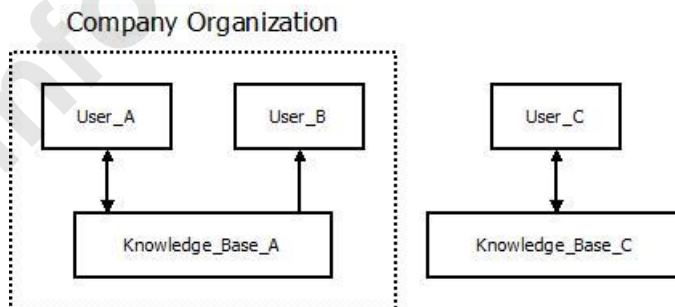 Company Organization
User_A
User_B
User_C
Knowledge_Base_A
Knowledge_Base_C